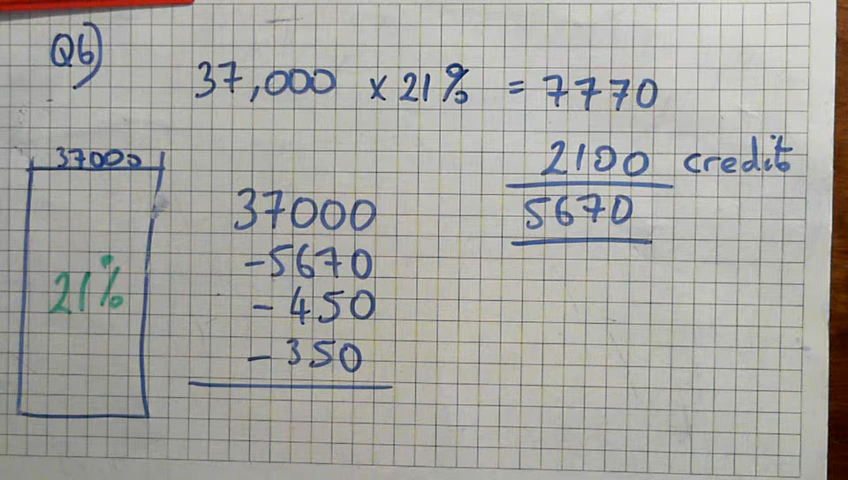 Q6)
37,000 x 21% = 7770
2100 credit
5670
37000
21%
37000
-5670
-450
-350